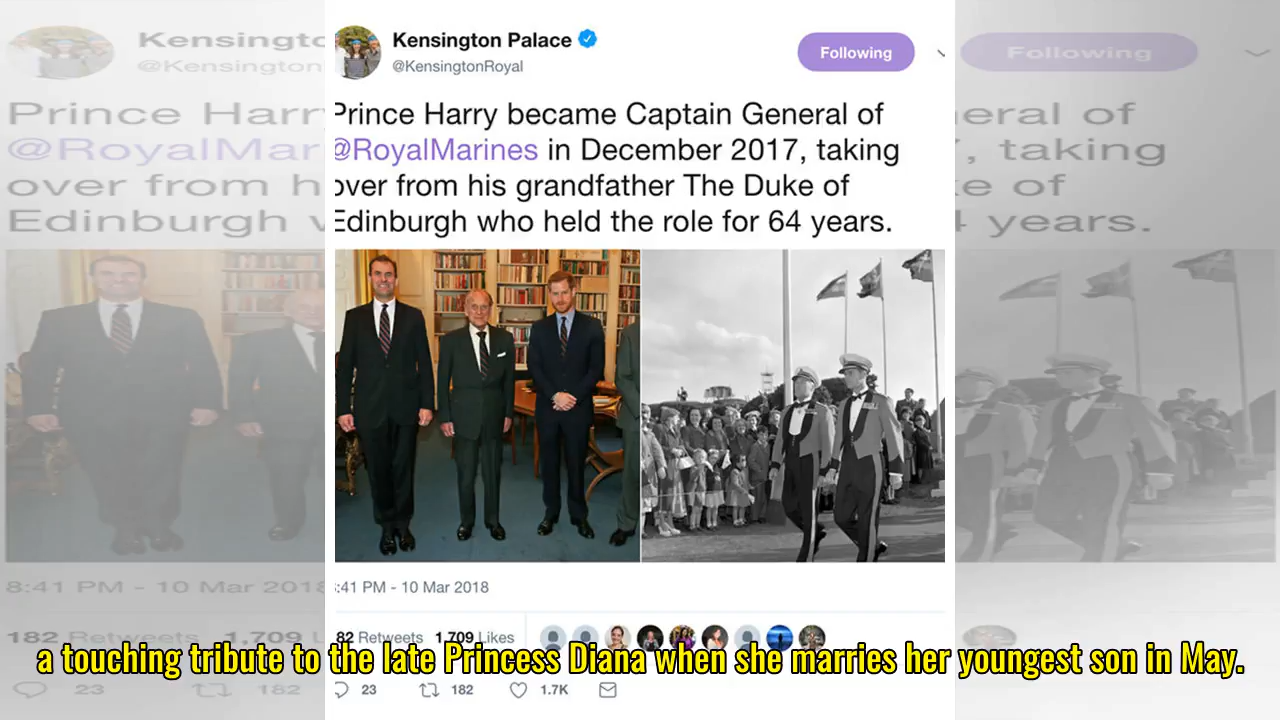 Kensington Palace
Following
@KensingtonRoyal
Prince Harry became Captain General of
@RoyalMarines in December 2017, taking
over from his grandfather The Duke of
Edinburgh who held the role for 64 years.
:41 PM - 10 Mar 2018
82 Retweets 1,709 Likes
a touching tribute to the late Princess Diana when she marries her youngest son in May.
23 182 1.7K